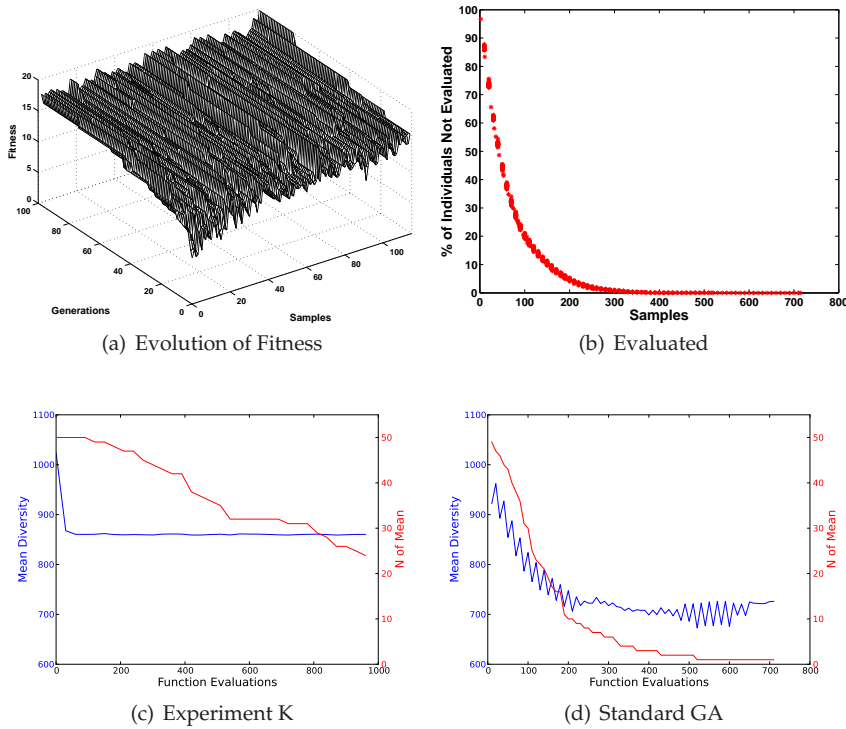 20
15
10
5
0
Fitness
100
80
60
40
20
0
Generations
0
20
40
60
80
100
Samples
(a) Evolution of Fitness
100
90
80
70
60
50
40
30
20
10
0
% of Individuals Not Evaluated
0 100 200 300 400 500 600 700 800
Samples
(b) Evaluated
1100
1000
900
800
700
600
Mean Diversity
50
40
30
20
10
0
N of Mean
0 200 400 600 800 1000
Function Evaluations
(c) Experiment K
1100
1000
900
800
700
600
Mean Diversity
50
40
30
20
10
0
N of Mean
0 100 200 300 400 500 600 700 800
Function Evaluations
(d) Standard GA